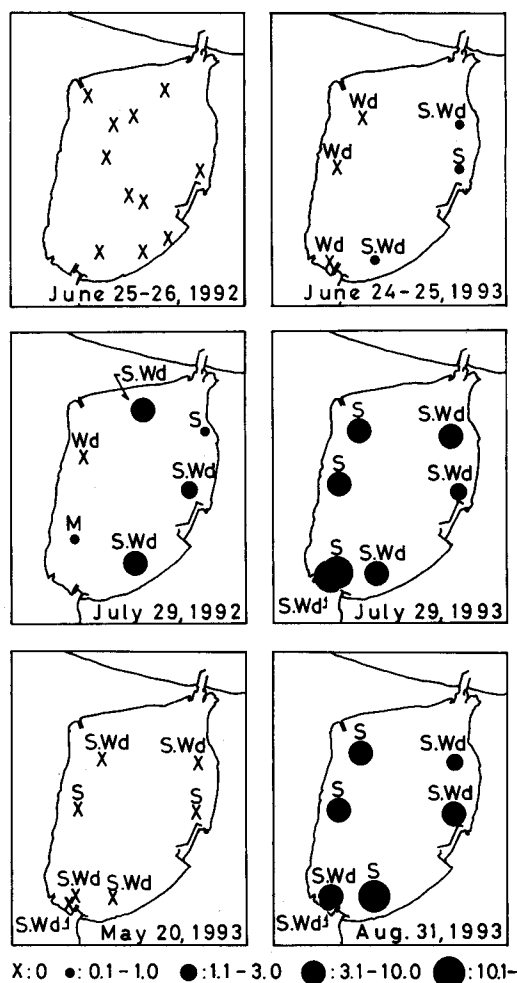 X X X X X X X X X X X
June 25-26, 1992
Wd X
S.Wd
Wd X
S
Wd X
S.Wd
June 24-25, 1993
S.Wd
S
Wd X
S.Wd
M
S.Wd
July 29, 1992
S
S.Wd
S
S.Wd
S
S.Wd
S.Wd
July 29, 1993
S.Wd X
S.Wd X
S X
S X
S.Wd X
S.Wd X
S.Wd X
May 20, 1993
S
S.Wd
S
S.Wd
S.Wd
S
S.Wd
Aug. 31, 1993
X:0 ●:0.1-1.0 ●:1.1-3.0 ●:3.1-10.0 ●:10.1-